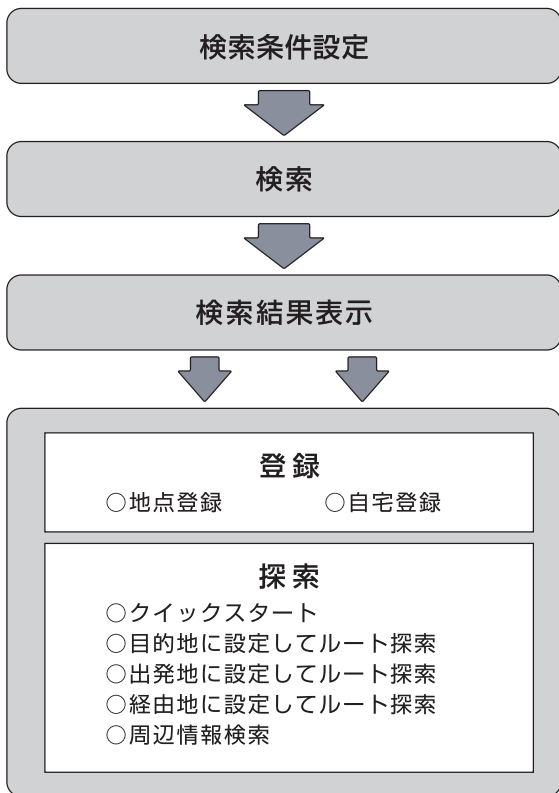 検索条件設定
検索
検索結果表示
登録
○地点登録 ○自宅登録
探索
○クイックスタート
○目的地に設定してルート探索
○出発地に設定してルート探索
○経由地に設定してルート探索
○周辺情報検索